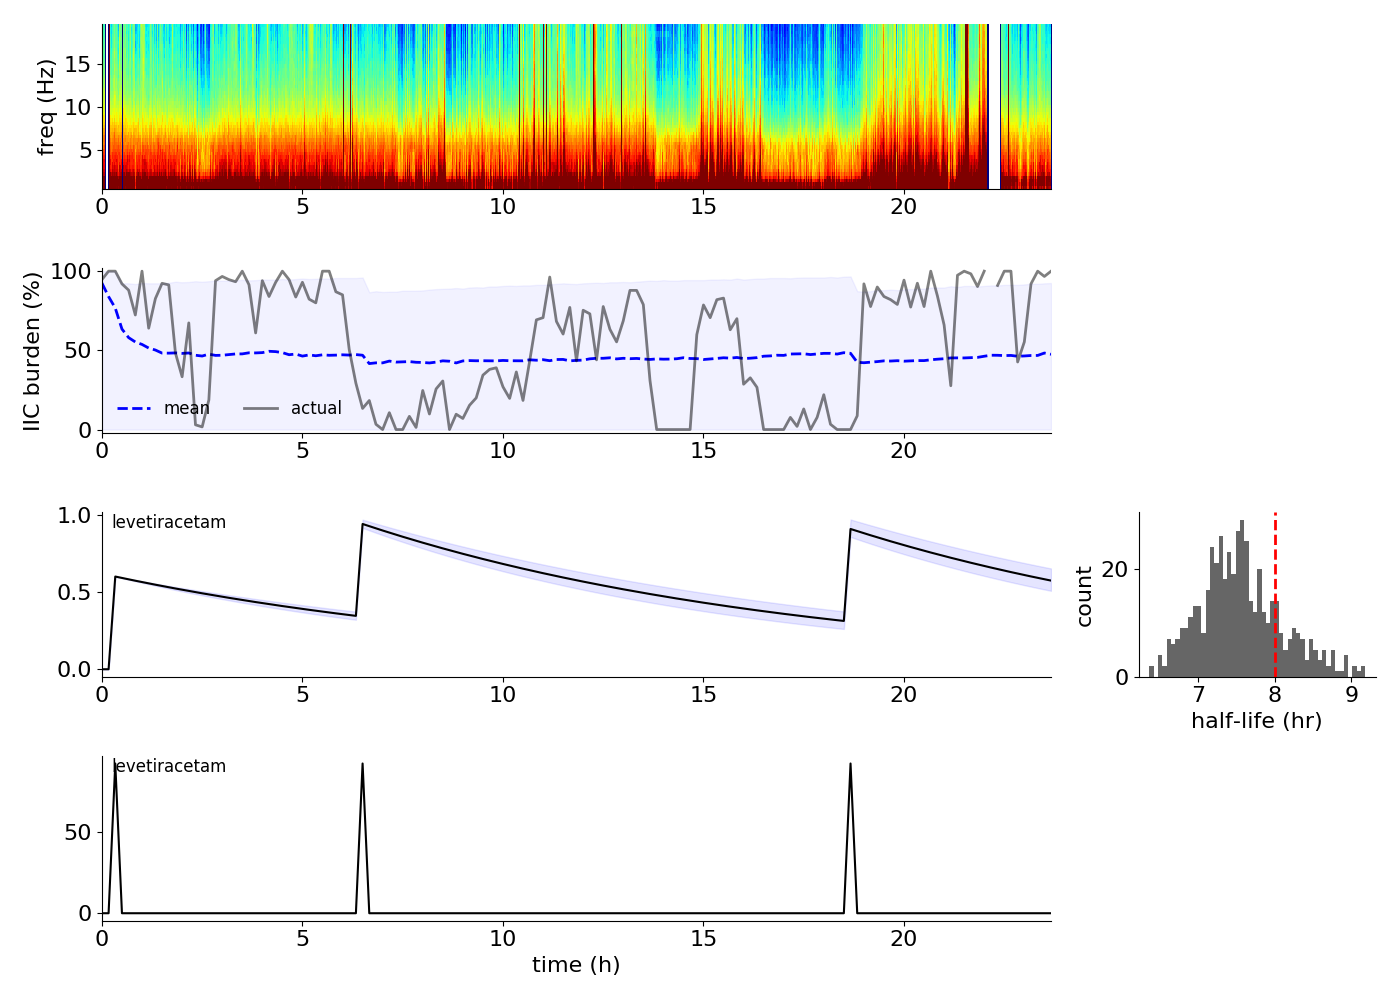 freq (Hz)
15
10
5
0 5 10 15 20
IIC burden (%)
100
50
0
mean actual
0 5 10 15 20
levetiracetam
1.0
0.5
0.0
0 5 10 15 20
count
20
0
7 8 9
half-life (hr)
levetiracetam
50
0
0 5 10 15 20
time (h)